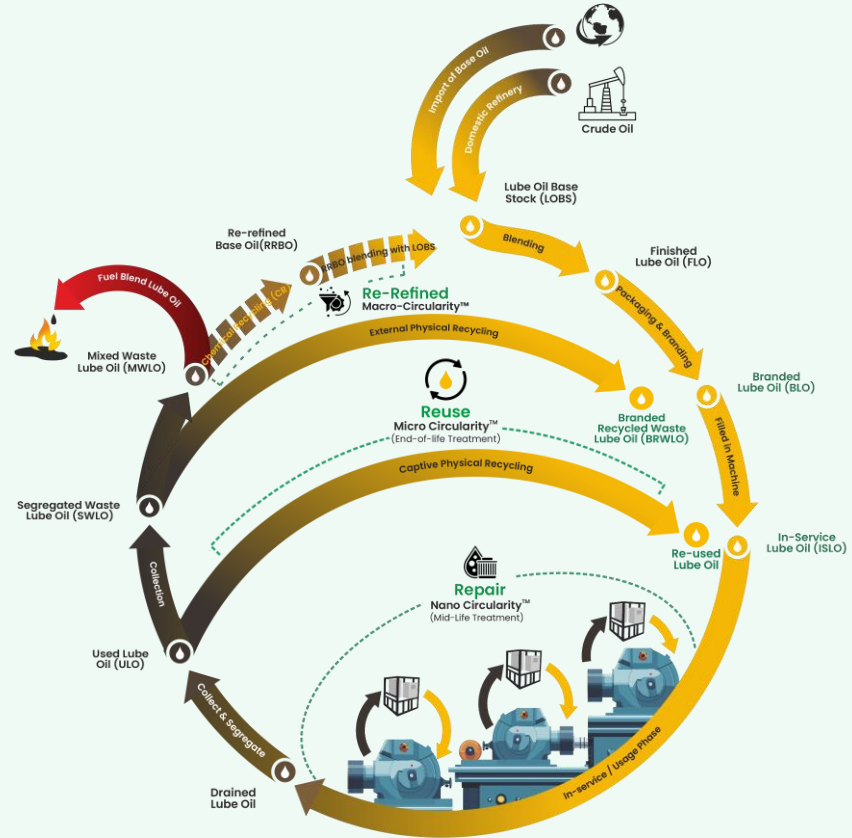 Import of Base Oil
Domestic Refinery
Crude Oil
Lube Oil Base
Stock (LOBS)
Blending
Re-refined
Base Oil(RRBO)
RRBO blending with LOBS
Finished
Lube Oil (FLO)
Fuel Blend Lube Oil
Chemical Recycling (CR)
Re-Refined
Macro-Circularity™
Packaging & Branding
External Physical Recycling
Mixed Waste
Lube Oil (MWLO)
Branded
Lube Oil (BLO)
Reuse
Micro Circularity™
(End-of-life Treatment)
Branded
Recycled Waste
Lube Oil (BRWLO)
Filled in Machine
Captive Physical Recycling
Segregated Waste
Lube Oil (SWLO)
Re-used
Lube Oil
In-Service
Lube Oil (ISLO)
Collection
Repair
Nano Circularity™
(Mid-Life Treatment)
Used Lube
Oil (ULO)
Collect & Segregate
In-service / Usage Phase
Drained
Lube Oil